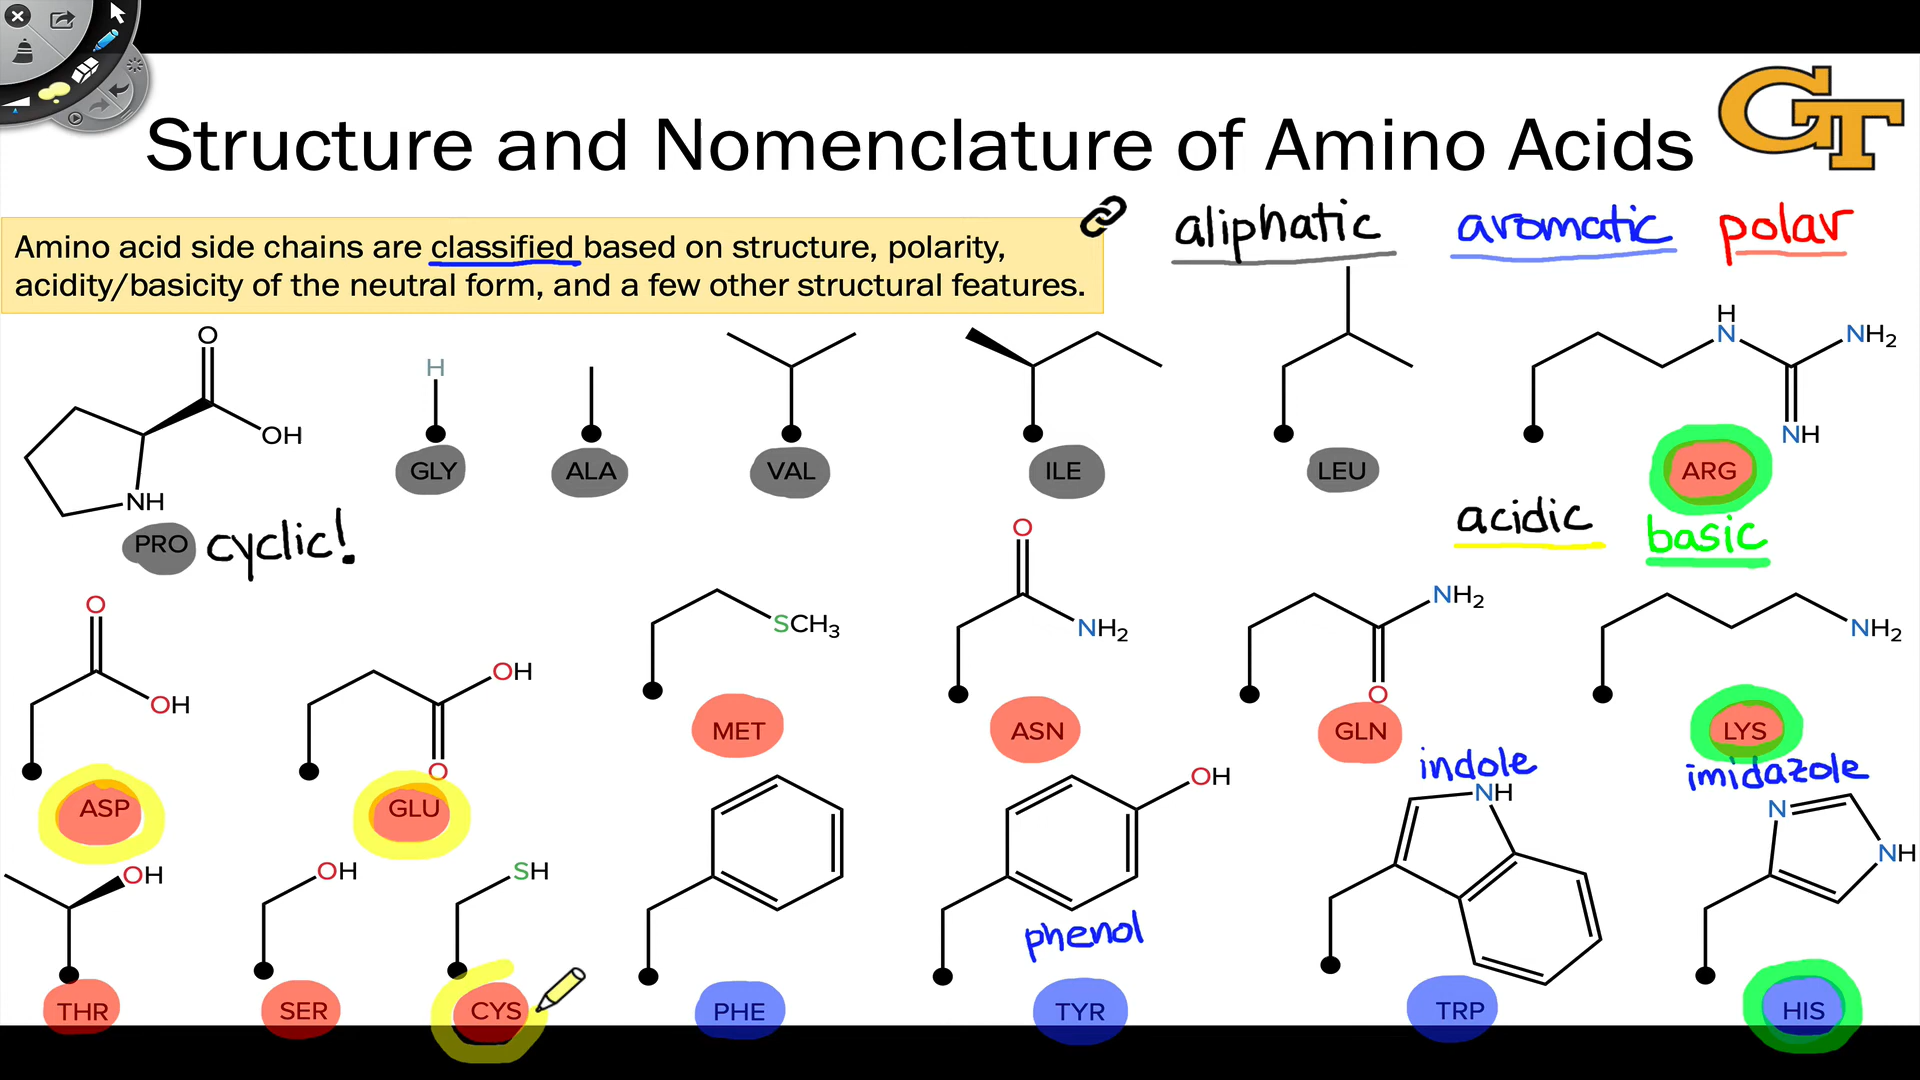 GT
Structure and Nomenclature of Amino Acids
Amino acid side chains are classified based on structure, polarity,
acidity/basicity of the neutral form, and a few other structural features.
aliphatic
aromatic
polar
O
OH
NH
PRO
cyclic!
H
GLY
ALA
VAL
ILE
LEU
H
N
NH2
NH
ARG
acidic
basic
O
OH
ASP
OH
O
GLU
SCH3
MET
O
NH2
ASN
NH2
O
GLN
NH2
LYS
OH
THR
OH
SER
SH
CYS
PHE
OH
phenol
TYR
indole
NH
TRP
imidazole
N
NH
HIS